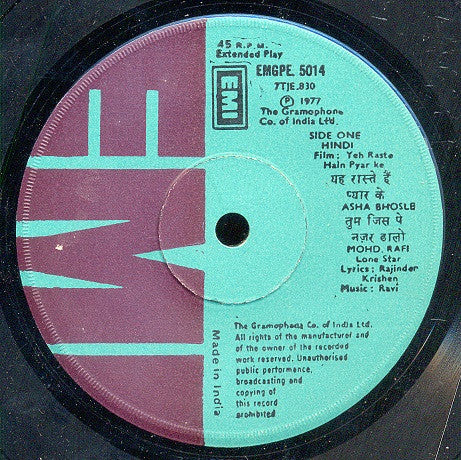 45 R.P.M.
Extended Play
EMI
EMGPE. 5014
7TJE.830
Ⓟ 1977
The Gramophone
Co. of India Ltd.
SIDE ONE
HINDI
Film: Yeh Raste
Hain Pyar ke
यह रास्ते हैं
प्यार के
ASHA BHOSLE
तुम जिस पे
नज़र डालो
MOHD. RAFI
Lone Star
Lyrics: Rajinder
Krishen
Music: Ravi
EMI
Made in India
The Gramophone Co. of India Ltd.
All rights of the manufacturer and
of the owner of the recorded
work reserved. Unauthorised
public performance,
broadcasting and
copying of
this record
prohibited